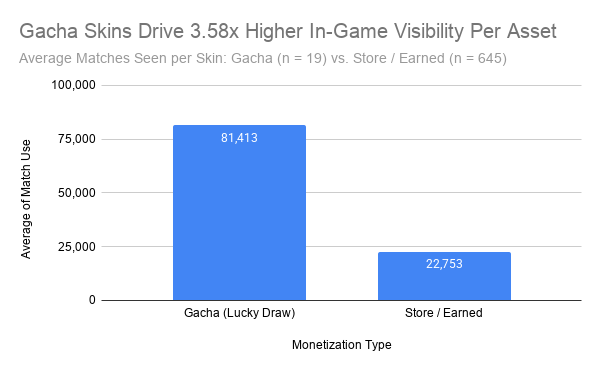 Gacha Skins Drive 3.58x Higher In-Game Visibility Per Asset
Average Matches Seen per Skin: Gacha (n = 19) vs. Store / Earned (n = 645)
100,000
75,000
50,000
25,000
0
Average of Match Use
81,413
22,753
Gacha (Lucky Draw)
Store / Earned
Monetization Type